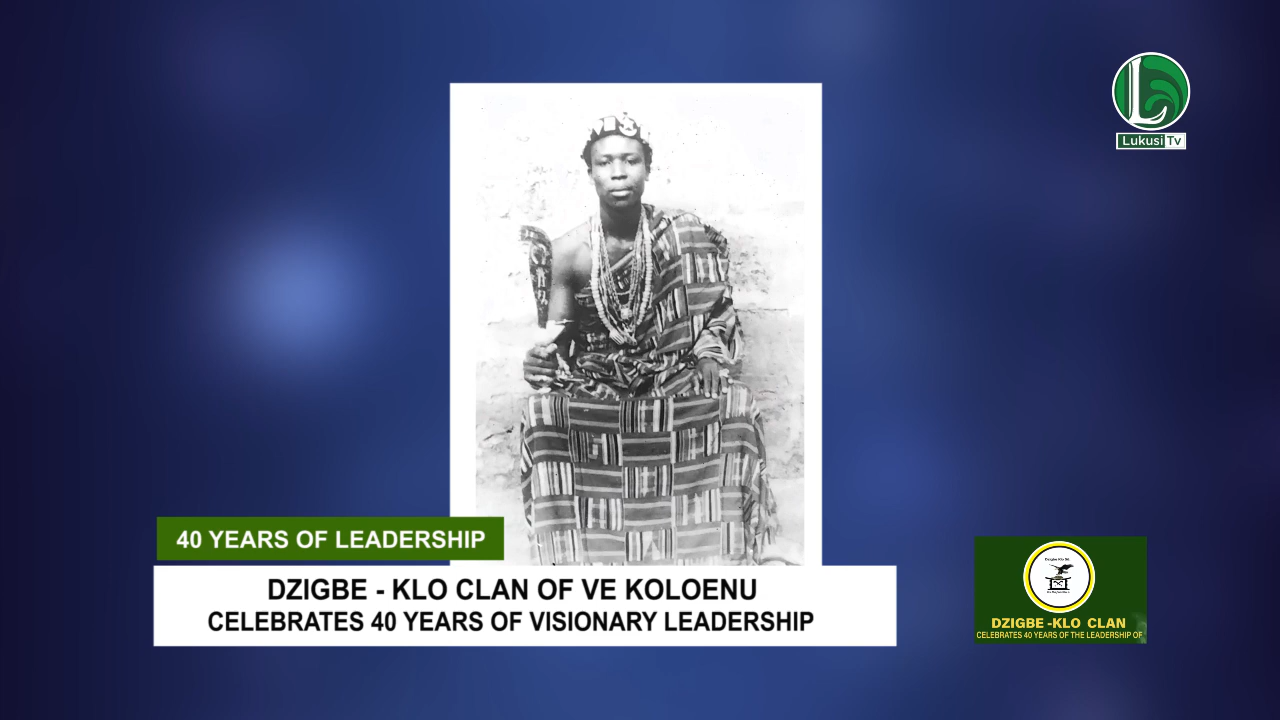 L
Lukusi Tv
40 YEARS OF LEADERSHIP
DZIGBE - KLO CLAN OF VE KOLOENU
CELEBRATES 40 YEARS OF VISIONARY LEADERSHIP
DZIGBE -KLO CLAN
CELEBRATES 40 YEARS OF THE LEADERSHIP OF